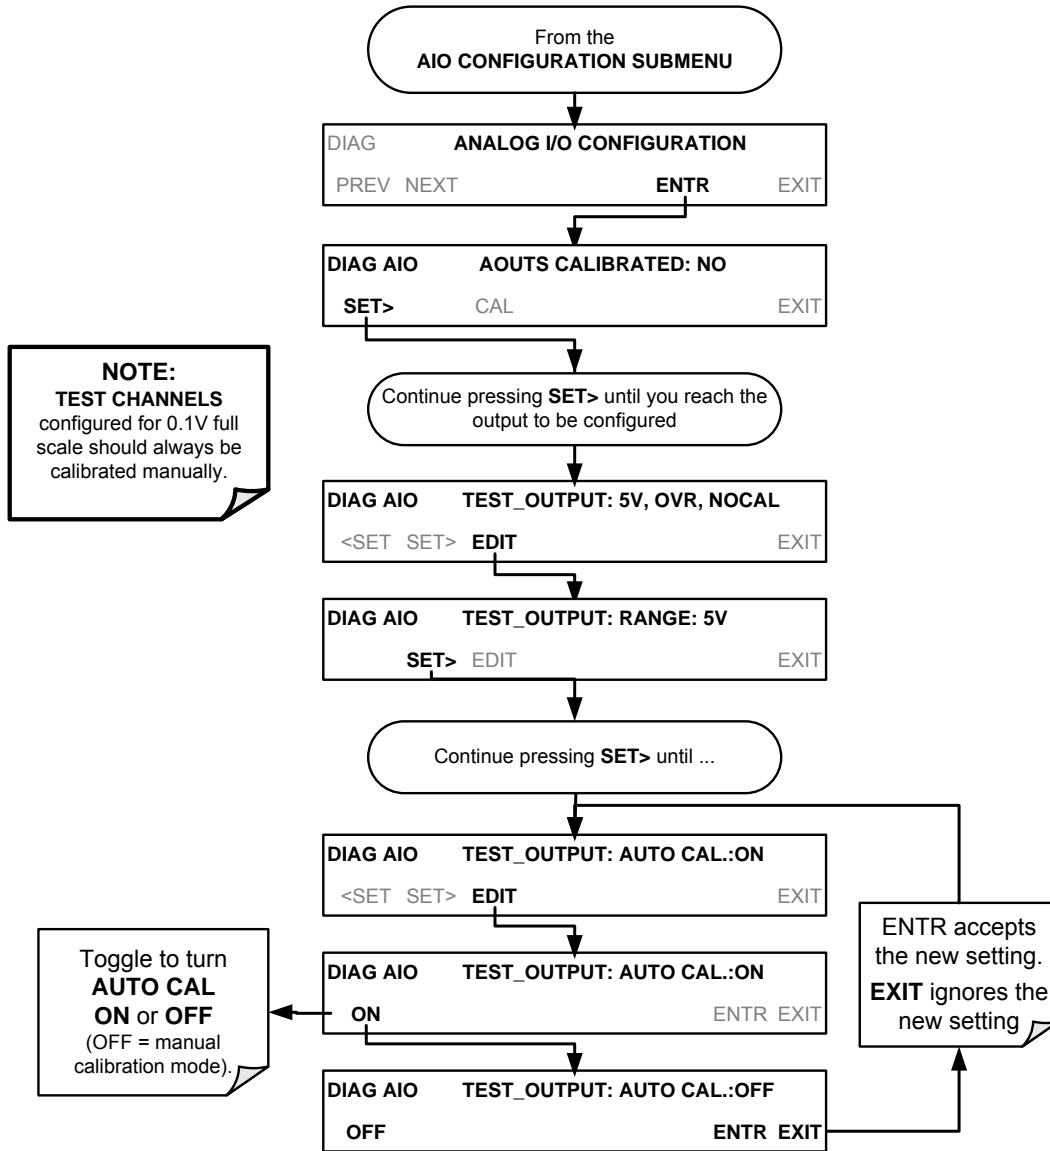 From the
AIO CONFIGURATION SUBMENU
DIAG ANALOG I/O CONFIGURATION
PREV NEXT ENTR EXIT
DIAG AIO AOUTS CALIBRATED: NO
SET> CAL EXIT
NOTE:
TEST CHANNELS
configured for 0.1V full
scale should always be
calibrated manually.
Continue pressing SET> until you reach the
output to be configured
DIAG AIO TEST_OUTPUT: 5V, OVR, NOCAL
<SET SET> EDIT EXIT
DIAG AIO TEST_OUTPUT: RANGE: 5V
SET> EDIT EXIT
Continue pressing SET> until ...
DIAG AIO TEST_OUTPUT: AUTO CAL.:ON
<SET SET> EDIT EXIT
Toggle to turn
AUTO CAL
ON or OFF
(OFF = manual
calibration mode).
DIAG AIO TEST_OUTPUT: AUTO CAL.:ON
ON ENTR EXIT
ENTR accepts
the new setting.
EXIT ignores the
new setting
DIAG AIO TEST_OUTPUT: AUTO CAL.:OFF
OFF ENTR EXIT